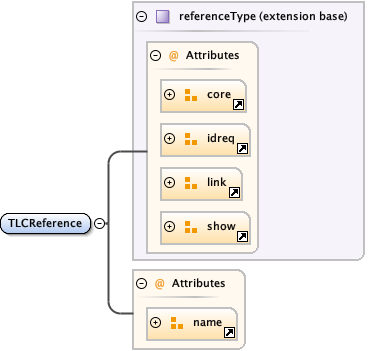 referenceType (extension base)
@ Attributes
core
idreq
link
show
TLCReference
@ Attributes
name